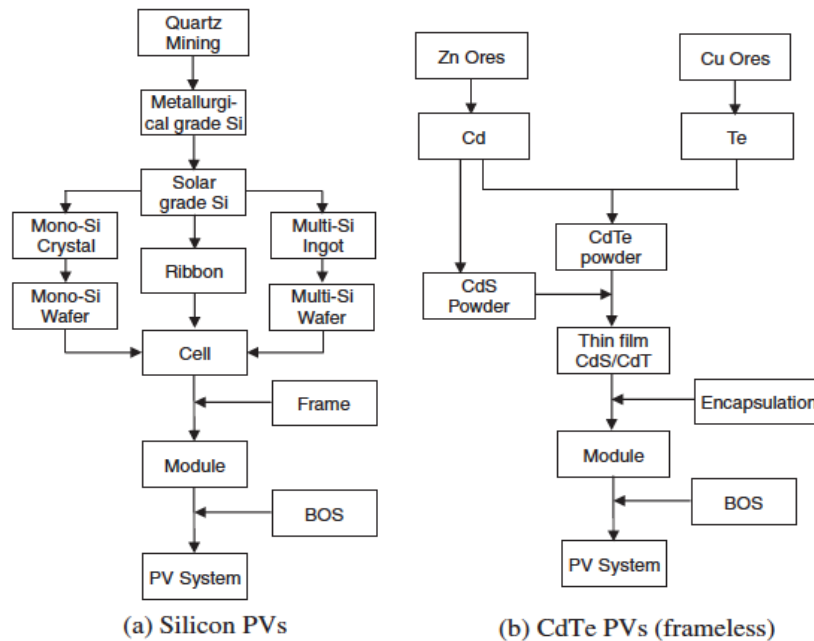 Quartz
Mining
Metallurgi-
cal grade Si
Solar
grade Si
Mono-Si
Crystal
Ribbon
Multi-Si
Ingot
Mono-Si
Wafer
Multi-Si
Wafer
Cell
Frame
Module
BOS
PV System
(a) Silicon PVs
Zn Ores
Cu Ores
Cd
Te
CdTe
powder
CdS
Powder
Thin film
CdS/CdT
Encapsulation
Module
BOS
PV System
(b) CdTe PVs (frameless)